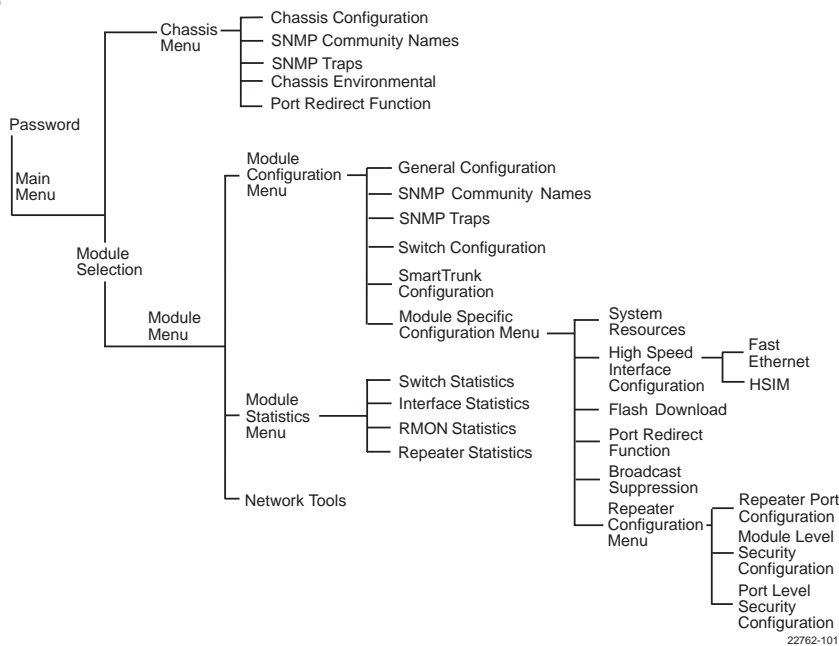 Chassis Menu
Chassis Configuration
SNMP Community Names
SNMP Traps
Chassis Environmental
Port Redirect Function
Password
Main
Menu
Module
Selection
Module
Menu
Module
Configuration
Menu
General Configuration
SNMP Community Names
SNMP Traps
Switch Configuration
SmartTrunk
Configuration
Module Specific
Configuration Menu
System
Resources
High Speed
Interface
Configuration
Fast
Ethernet
HSIM
Flash Download
Port Redirect
Function
Broadcast
Suppression
Repeater
Configuration
Menu
Repeater Port
Configuration
Module Level
Security
Configuration
Port Level
Security
Configuration
Module
Statistics
Menu
Switch Statistics
Interface Statistics
RMON Statistics
Repeater Statistics
Network Tools
22762-101